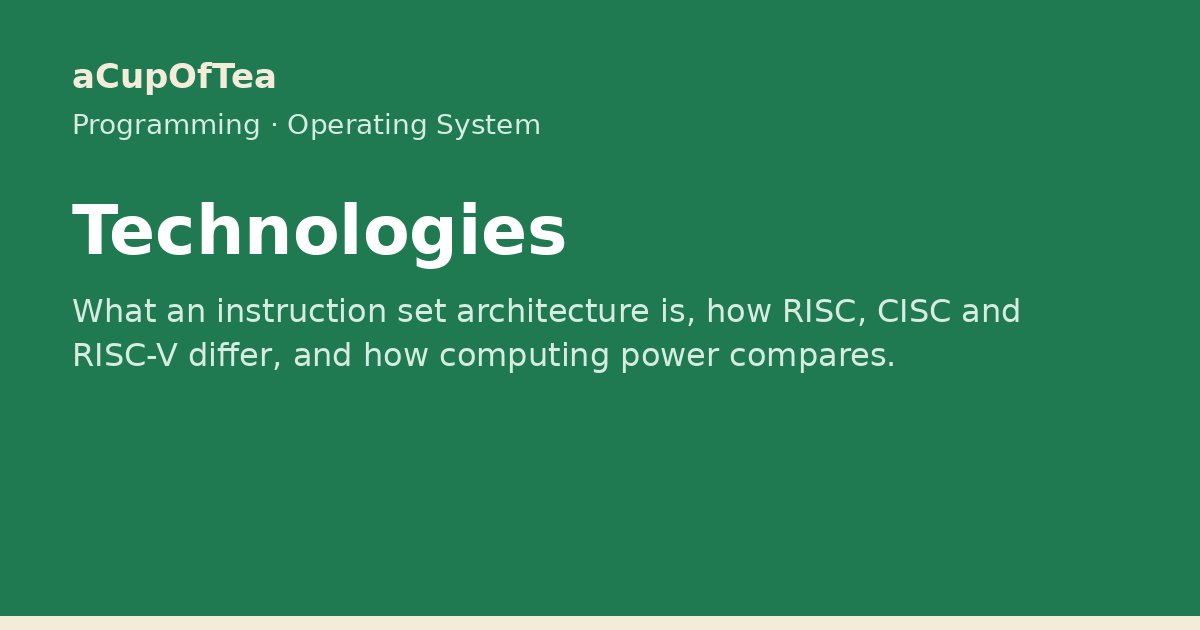 aCupOfTea
Programming · Operating System
Technologies
What an instruction set architecture is, how RISC, CISC and
RISC-V differ, and how computing power compares.